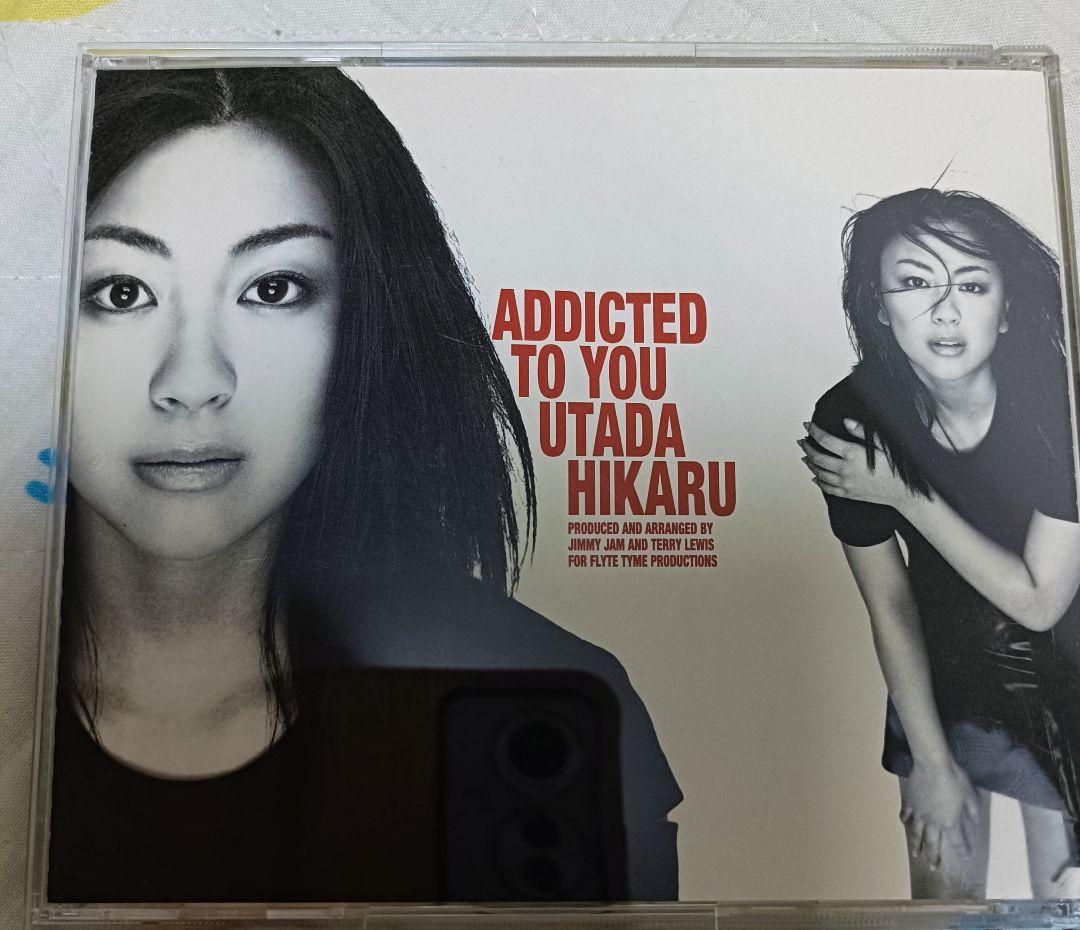 ADDICTED
TO YOU
UTADA
HIKARU
PRODUCED AND ARRANGED BY
JIMMY JAM AND TERRY LEWIS
FOR FLYTE TYME PRODUCTIONS